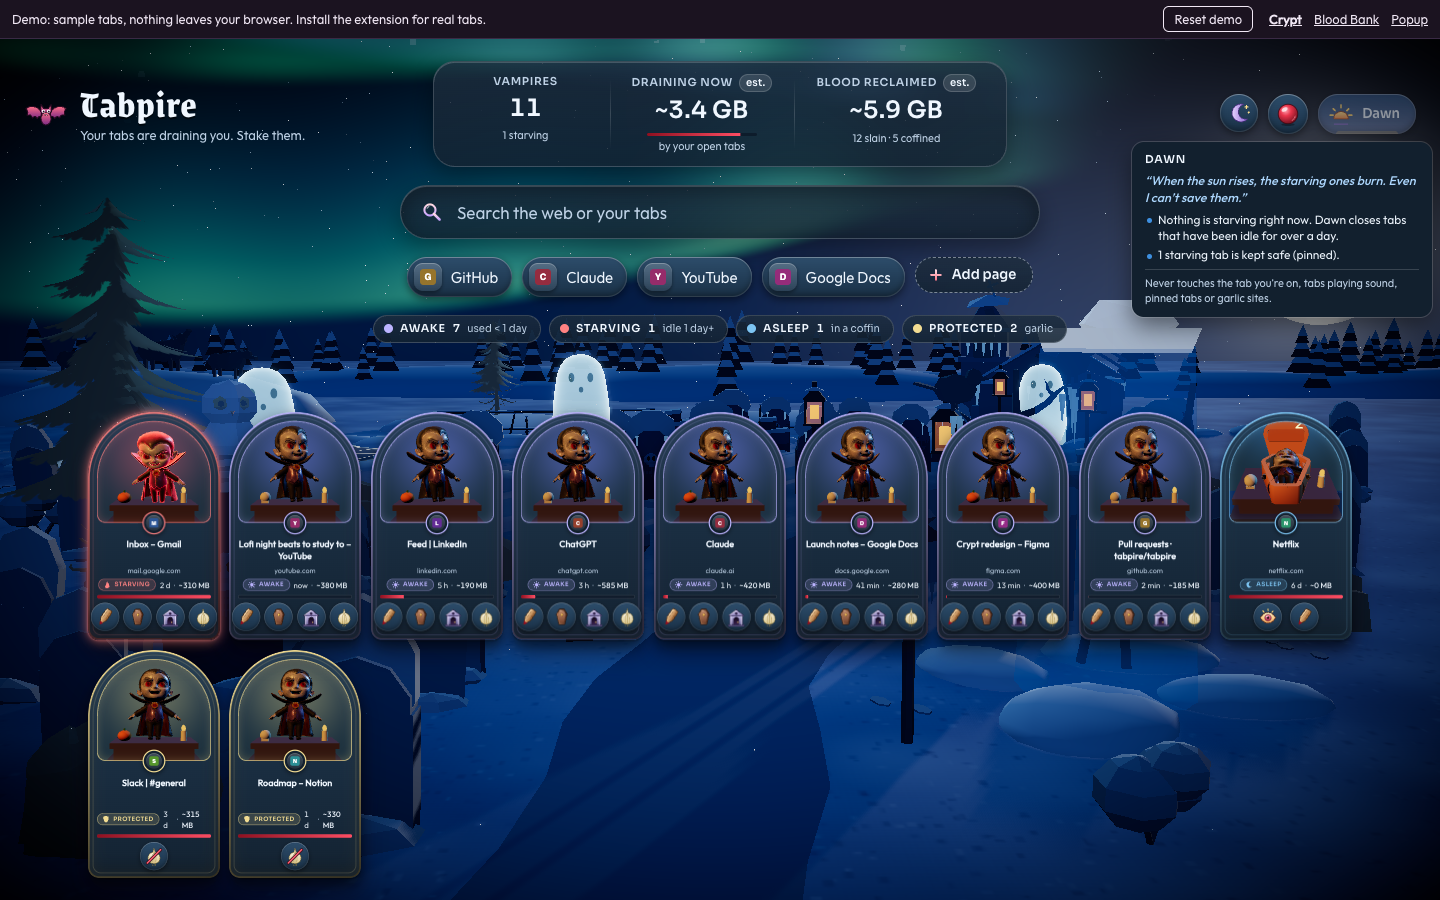 Demo: sample tabs, nothing leaves your browser. Install the extension for real tabs.
Reset demo
Crypt
Blood Bank
Popup
Tabpire
Your tabs are draining you. Stake them.
VAMPIRES
11
1 starving
DRAINING NOW est.
~3.4 GB
by your open tabs
BLOOD RECLAIMED est.
~5.9 GB
12 slain · 5 coffined
Dawn
DAWN
“When the sun rises, the starving ones burn. Even
I can’t save them.”
Nothing is starving right now. Dawn closes tabs
that have been idle for over a day.
1 starving tab is kept safe (pinned).
Never touches the tab you're on, tabs playing sound,
pinned tabs or garlic sites.
Search the web or your tabs
G GitHub
C Claude
Y YouTube
D Google Docs
+ Add page
AWAKE 7 used < 1 day
STARVING 1 idle 1 day+
ASLEEP 1 in a coffin
PROTECTED 2 garlic
M
Inbox – Gmail
mail.google.com
STARVING 2 d · ~310 MB
Y
Lofi night beats to study to –
YouTube
youtube.com
AWAKE now · ~380 MB
L
Feed | LinkedIn
linkedin.com
AWAKE 5 h · ~190 MB
C
ChatGPT
chatgpt.com
AWAKE 3 h · ~585 MB
C
Claude
claude.ai
AWAKE 1 h · ~420 MB
D
Launch notes – Google Docs
docs.google.com
AWAKE 41 min · ~280 MB
F
Crypt redesign – Figma
figma.com
AWAKE 13 min · ~400 MB
G
Pull requests ·
tabpire/tabpire
github.com
AWAKE 2 min · ~185 MB
N
Netflix
netflix.com
ASLEEP 6 d · ~0 MB
S
Slack | #general
PROTECTED 3 d · ~315 MB
N
Roadmap – Notion
PROTECTED 1 d · ~330 MB